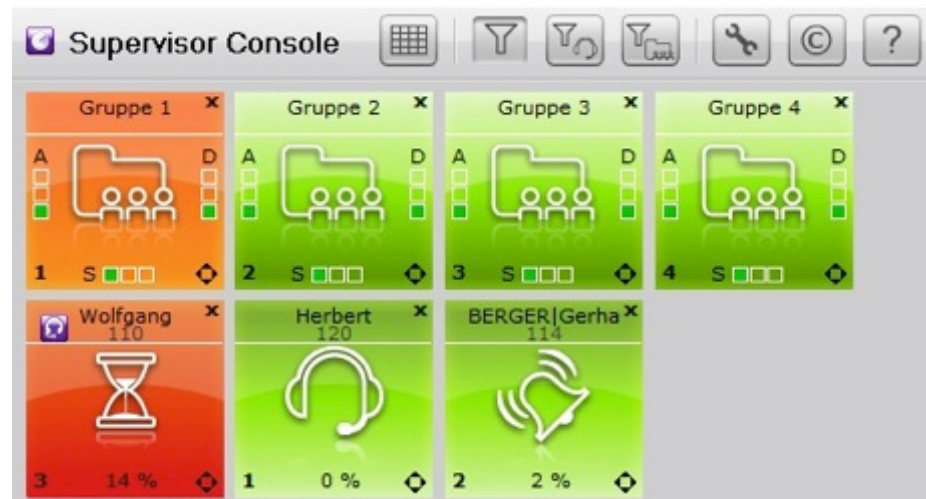 Supervisor Console © ?
Gruppe 1 x Gruppe 2 x Gruppe 3 x Gruppe 4 x
A D A D A D A D
1 S 2 S 3 S 4 S
Wolfgang x Herbert x BERGER|Gerha x
110 120 114
3 14 % 1 0 % 2 2 %